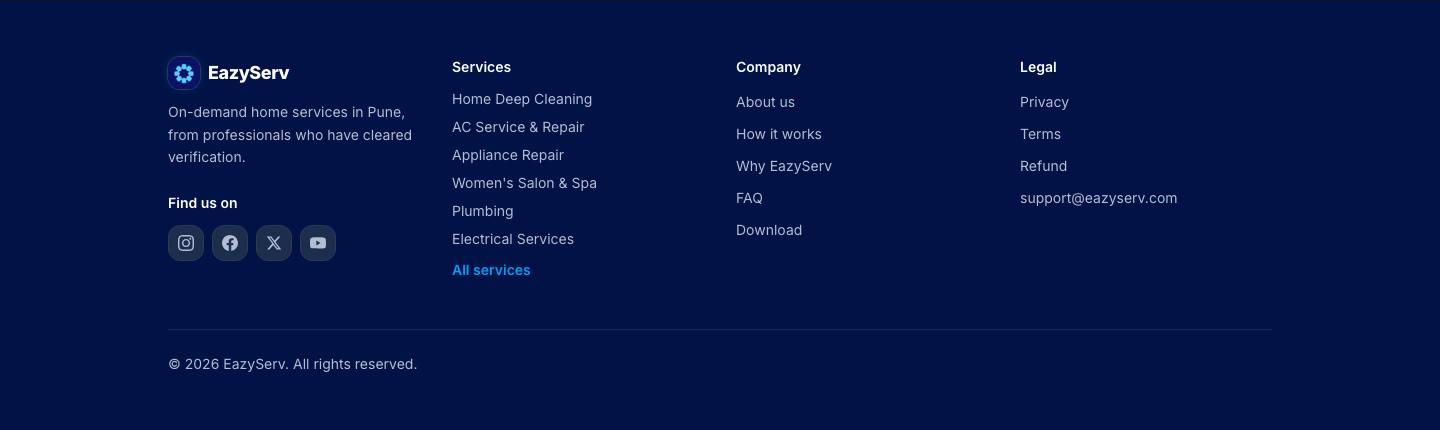 EazyServ
On-demand home services in Pune,
from professionals who have cleared
verification.
Find us on
Services
Home Deep Cleaning
AC Service & Repair
Appliance Repair
Women's Salon & Spa
Plumbing
Electrical Services
All services
Company
About us
How it works
Why EazyServ
FAQ
Download
Legal
Privacy
Terms
Refund
support@eazyserv.com
© 2026 EazyServ. All rights reserved.